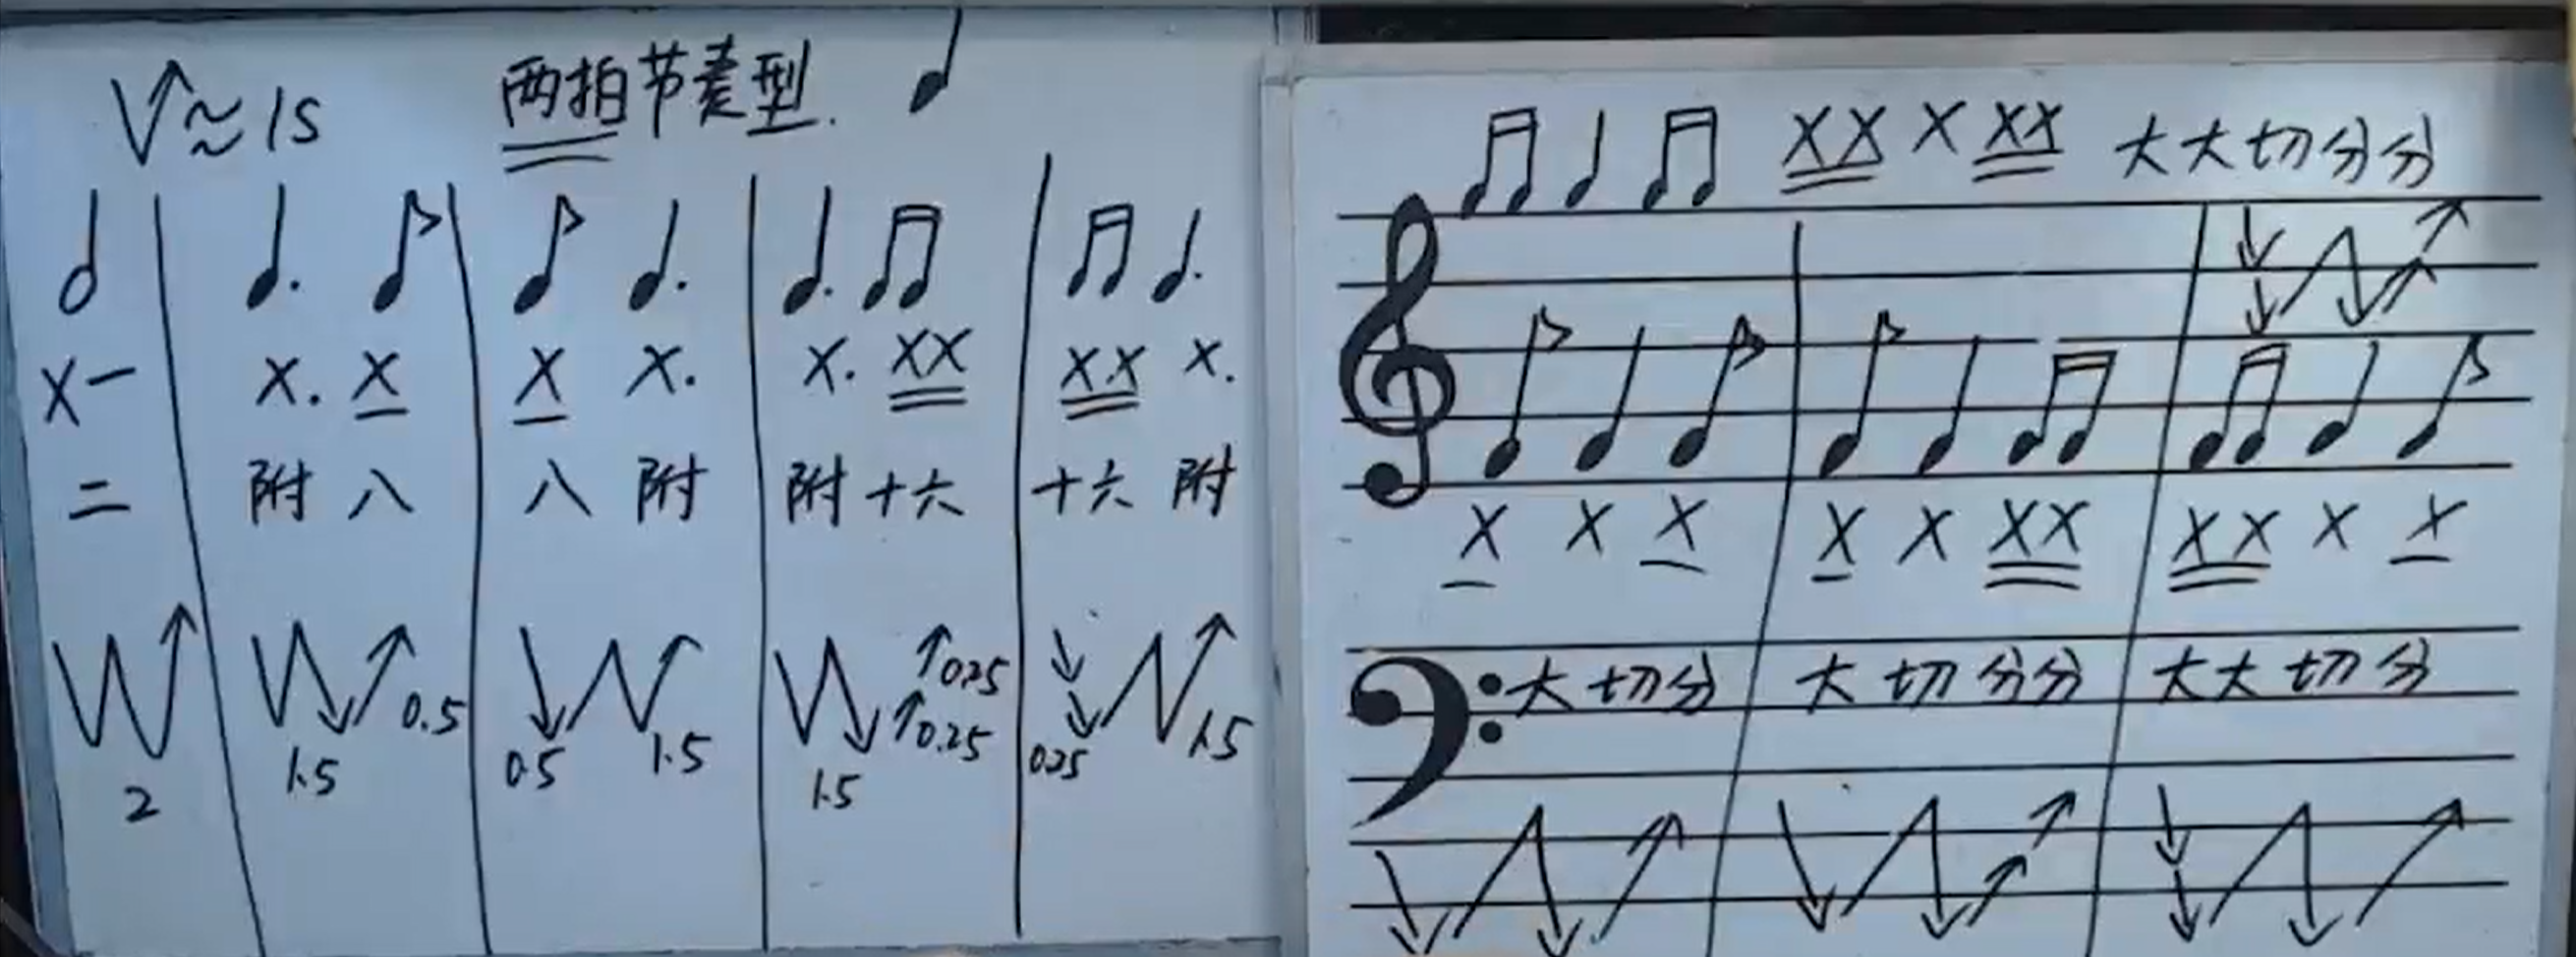 ≈1S 两拍节奏型.
X– X. X X X. X. XX XX X.
二 附 八 八 附 附 十六 十六 附
2 1.5 0.5 0.5 1.5 1.5 0.25 0.25 0.25 1.5
XX X XX 大大切分分
X X X X X XX XX X X
大 切分 大 切 分分 大大 切 分